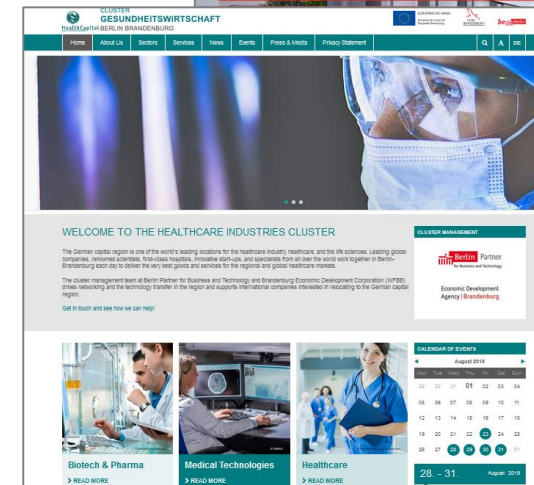 CLUSTER
GESUNDHEITSWIRTSCHAFT
HealthCapital BERLIN BRANDENBURG
EUROPÄISCHE UNION
Home About Us Sectors Services News Events Press & Media Privacy Statement
A DE
WELCOME TO THE HEALTHCARE INDUSTRIES CLUSTER
The German capital region is one of the world's leading locations for the healthcare industry, healthcare, and the life sciences. Leading global
companies, renowned scientists, first-class hospitals, innovative start-ups, and specialists from all over the world work together in Berlin-
Brandenburg each day to deliver the very best goods and services for the regional and global healthcare markets.
The cluster management team at Berlin Partner for Business and Technology and Brandenburg Economic Development Corporation (WFBB)
drives networking and the technology transfer in the region and supports international companies interested in relocating to the German capital
region.
Get in touch and see how we can help!
CLUSTER MANAGEMENT
Berlin Partner
for Business and Technology
Economic Development
Agency | Brandenburg
CALENDAR OF EVENTS
August 2019
Mon Tue Wed Thu Fri Sat Sun
29 30 31 01 02 03 04
05 06 07 08 09 10 11
12 13 14 15 16 17 18
19 20 21 22 23 24 25
26 27 28 29 30 31 01
28. - 31. August 2019
Biotech & Pharma
> READ MORE
Medical Technologies
> READ MORE
Healthcare
> READ MORE